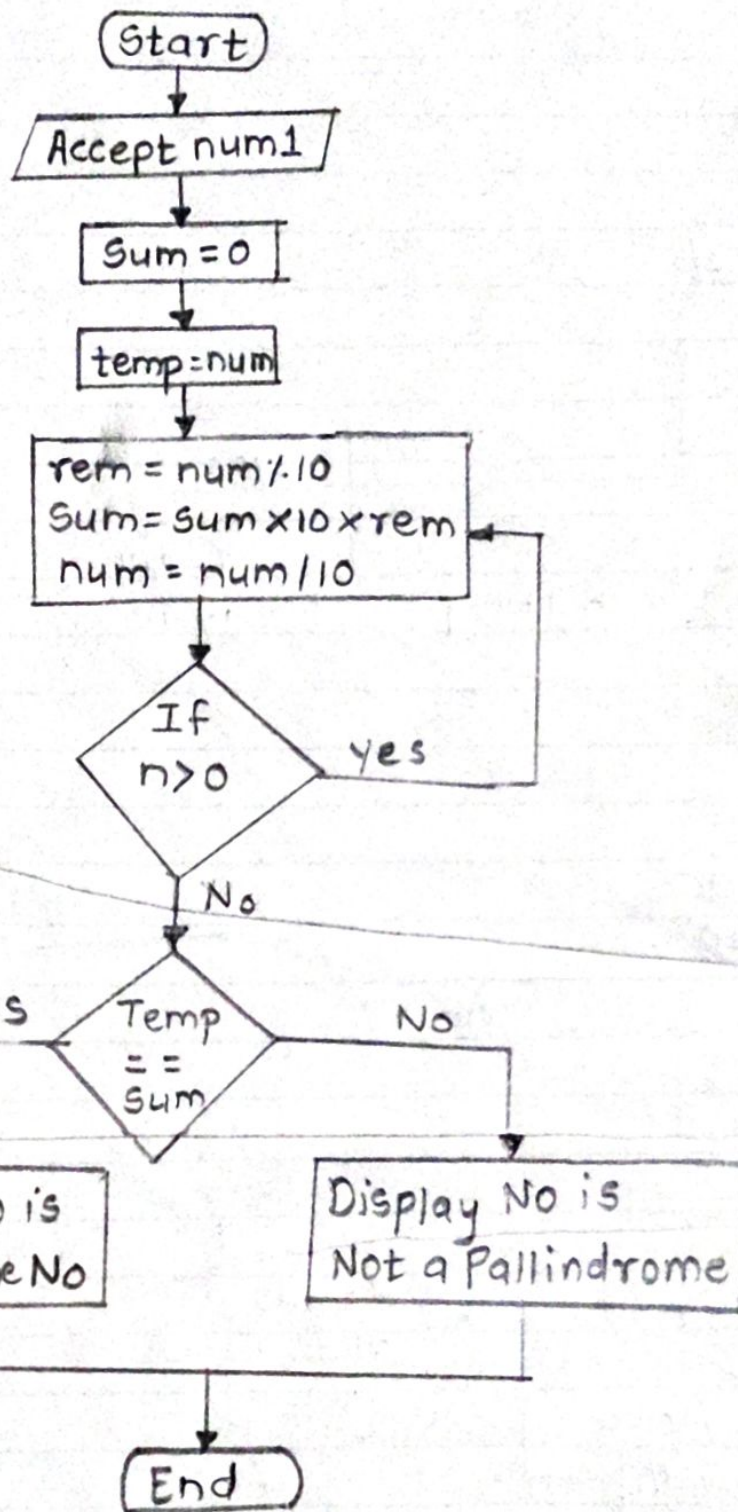 Start
Accept num1
Sum = 0
temp=num
rem = num % 10
Sum = Sum ×10 × rem
num = num / 10
If
n>0
yes
No
S
Temp
==
Sum
No
is
e No
Display No is
Not a Pallindrome
End